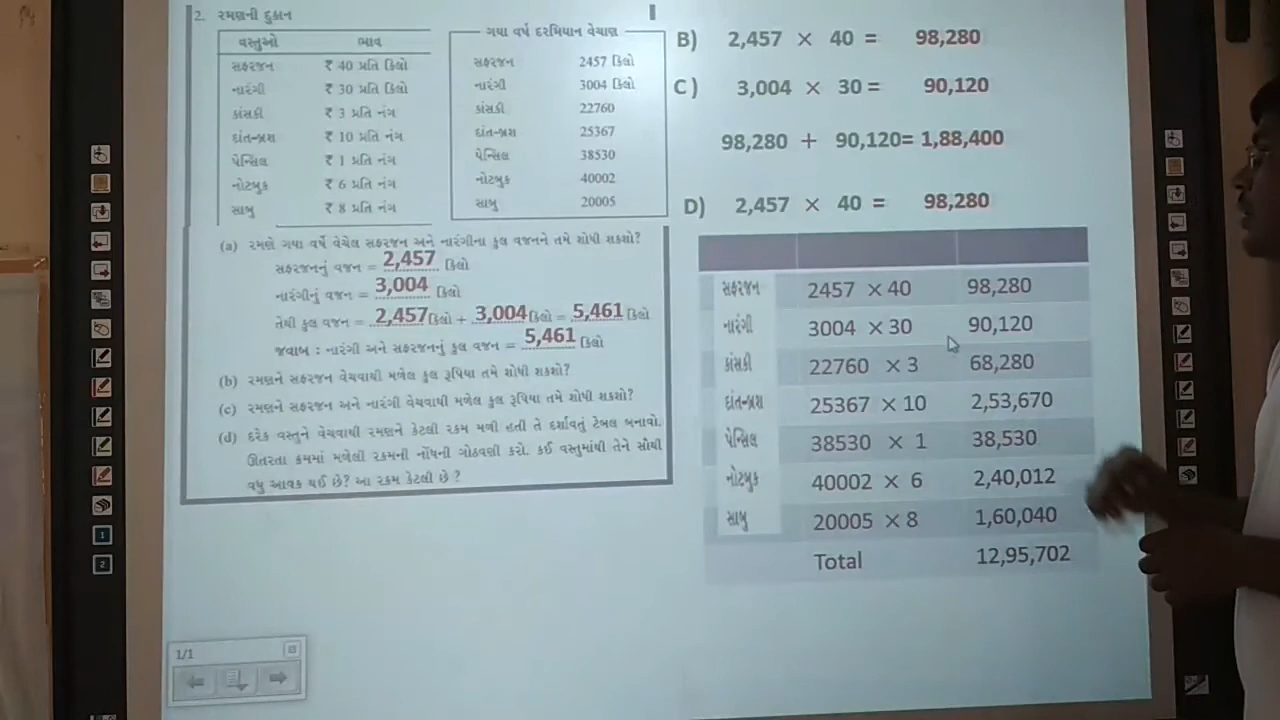 2. રમણની દુકાન
વસ્તુઓ ભાવ
સફરજન ₹ 40 પ્રતિ કિલો
નારંગી ₹ 30 પ્રતિ કિલો
કાંસકી ₹ 3 પ્રતિ નંગ
દાંત-બ્રશ ₹ 10 પ્રતિ નંગ
પેન્સિલ ₹ 1 પ્રતિ નંગ
નોટબુક ₹ 6 પ્રતિ નંગ
સાબુ ₹ 8 પ્રતિ નંગ
ગયા વર્ષ દરમિયાન વેચાણ
સફરજન 2457 કિલો
નારંગી 3004 કિલો
કાંસકી 22760
દાંત-બ્રશ 25367
પેન્સિલ 38530
નોટબુક 40002
સાબુ 20005
(a) રમણે ગયા વર્ષે વેચેલ સફરજન અને નારંગીના કુલ વજનને તમે શોધી શકશો?
સફરજનનું વજન = 2,457 કિલો
નારંગીનું વજન = 3,004 કિલો
તેથી કુલ વજન = 2,457 કિલો + 3,004 કિલો = 5,461 કિલો
જવાબ : નારંગી અને સફરજનનું કુલ વજન = 5,461 કિલો
(b) રમણને સફરજન વેચવાથી મળેલ કુલ રૂપિયા તમે શોધી શકશો?
(c) રમણને સફરજન અને નારંગી વેચવાથી મળેલ કુલ રૂપિયા તમે શોધી શકશો?
(d) દરેક વસ્તુને વેચવાથી રમણને કેટલી રકમ મળી હતી તે દર્શાવતું ટેબલ બનાવો.
ઊતરતા ક્રમમાં મળેલી રકમની નોંધની ગોઠવણી કરો. કઈ વસ્તુમાંથી તેને સૌથી
વધુ આવક થઈ છે? આ રકમ કેટલી છે ?
B) 2,457 × 40 = 98,280
C) 3,004 × 30 = 90,120
98,280 + 90,120= 1,88,400
D) 2,457 × 40 = 98,280
સફરજન 2457 × 40 98,280
નારંગી 3004 × 30 90,120
કાંસકી 22760 × 3 68,280
દાંત-બ્રશ 25367 × 10 2,53,670
પેન્સિલ 38530 × 1 38,530
નોટબુક 40002 × 6 2,40,012
સાબુ 20005 × 8 1,60,040
Total 12,95,702
1/1
1
2